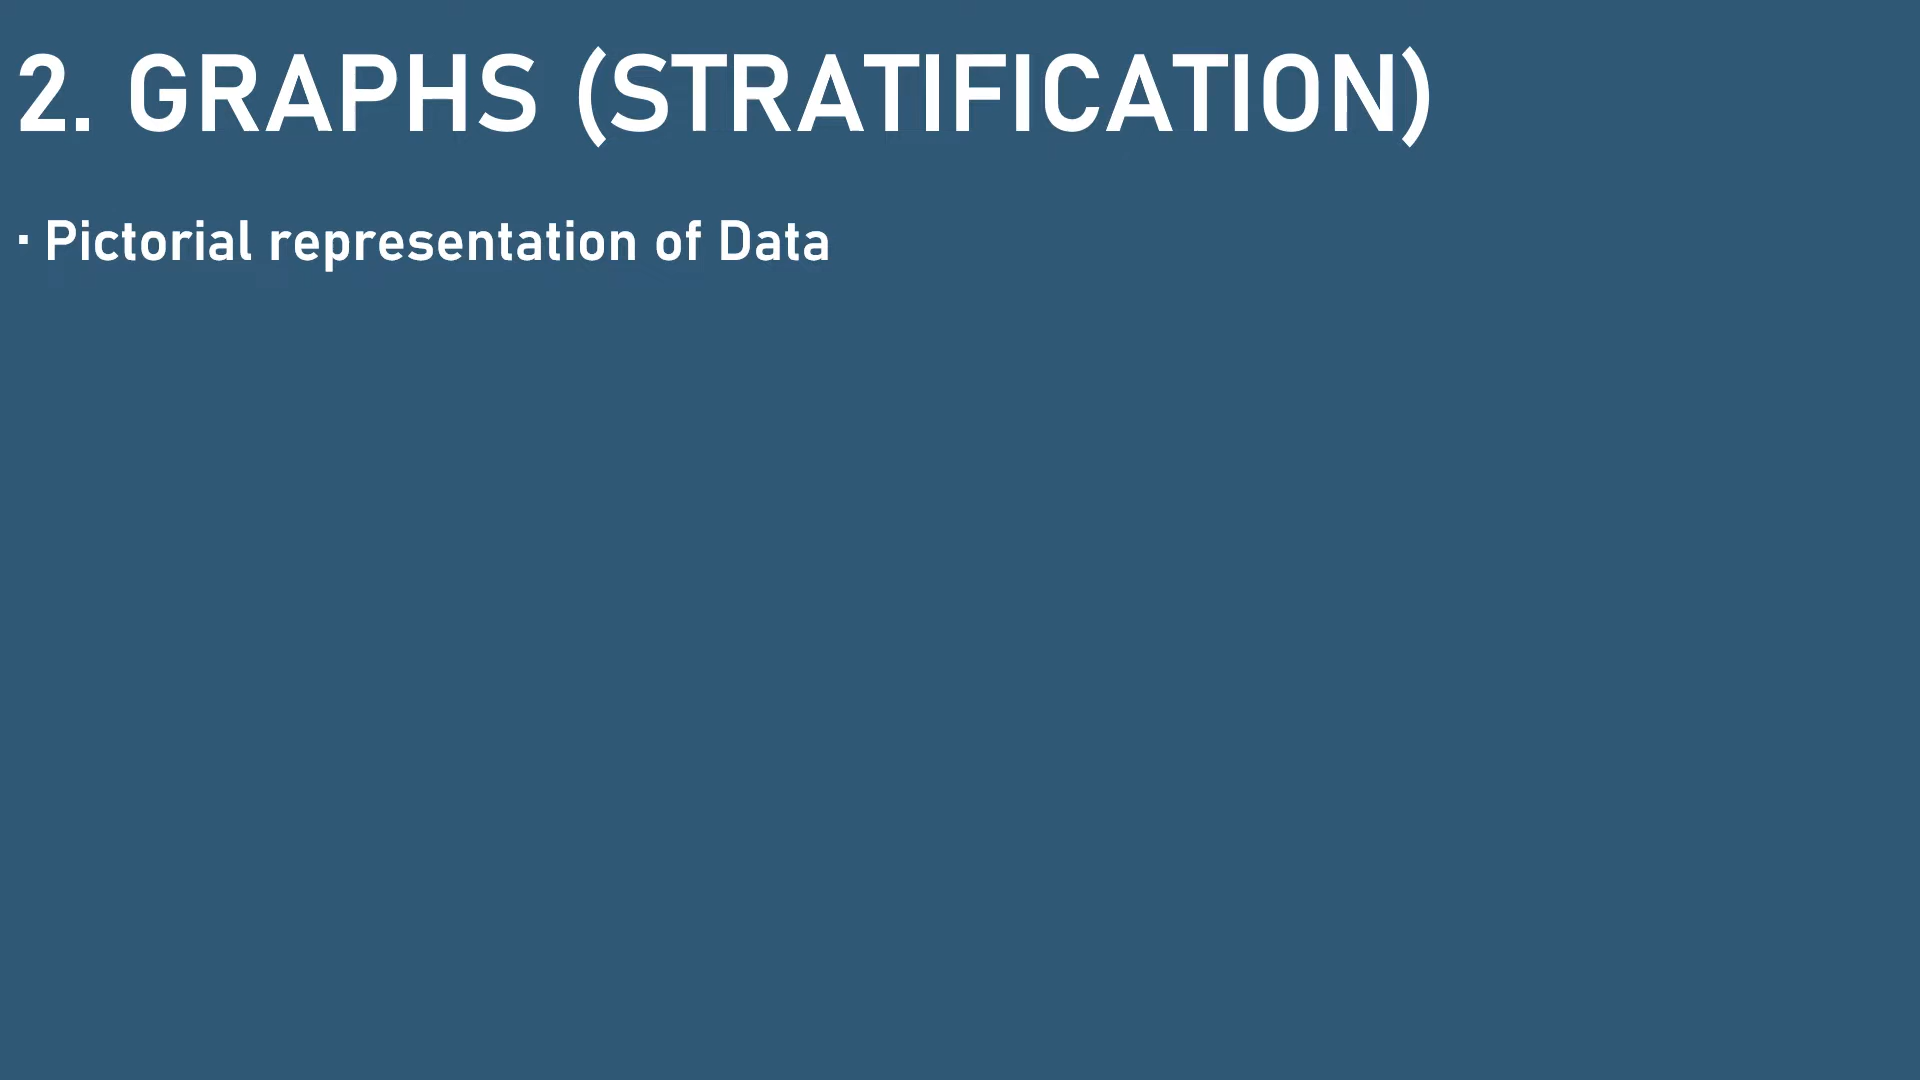 2. GRAPHS (STRATIFICATION)
▪ Pictorial representation of Data